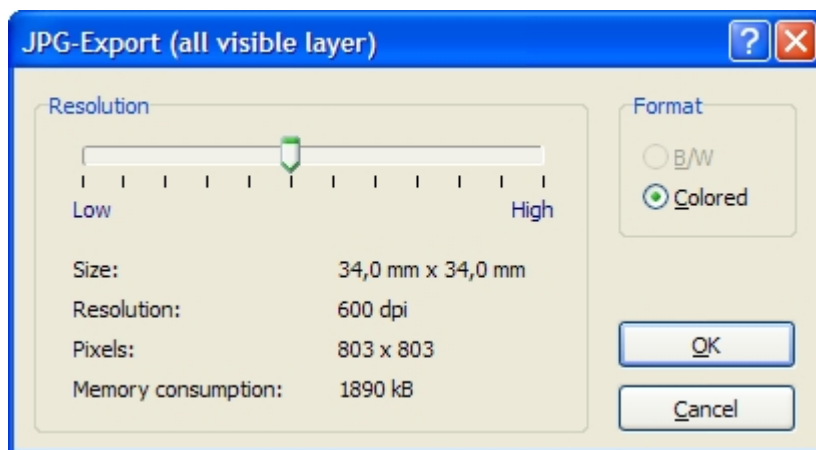 JPG-Export (all visible layer)
Resolution
Low High
Size: 34,0 mm x 34,0 mm
Resolution: 600 dpi
Pixels: 803 x 803
Memory consumption: 1890 kB
Format
B/W
Colored
OK
Cancel